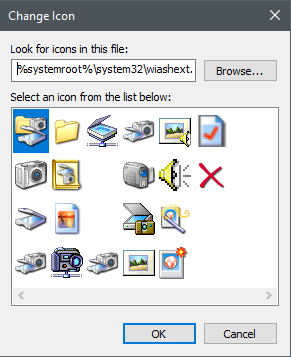 Change Icon
Look for icons in this file:
%systemroot%\system32\wiashext.
Browse...
Select an icon from the list below:
OK
Cancel